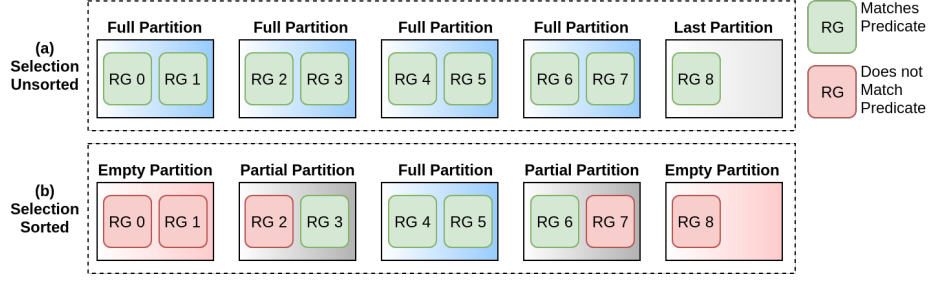 Full Partition
Full Partition
Full Partition
Full Partition
Last Partition
(a)
Selection
Unsorted
RG 0
RG 1
RG 2
RG 3
RG 4
RG 5
RG 6
RG 7
RG 8
RG
Matches
Predicate
RG
Does not
Match
Predicate
Empty Partition
Partial Partition
Full Partition
Partial Partition
Empty Partition
(b)
Selection
Sorted
RG 0
RG 1
RG 2
RG 3
RG 4
RG 5
RG 6
RG 7
RG 8